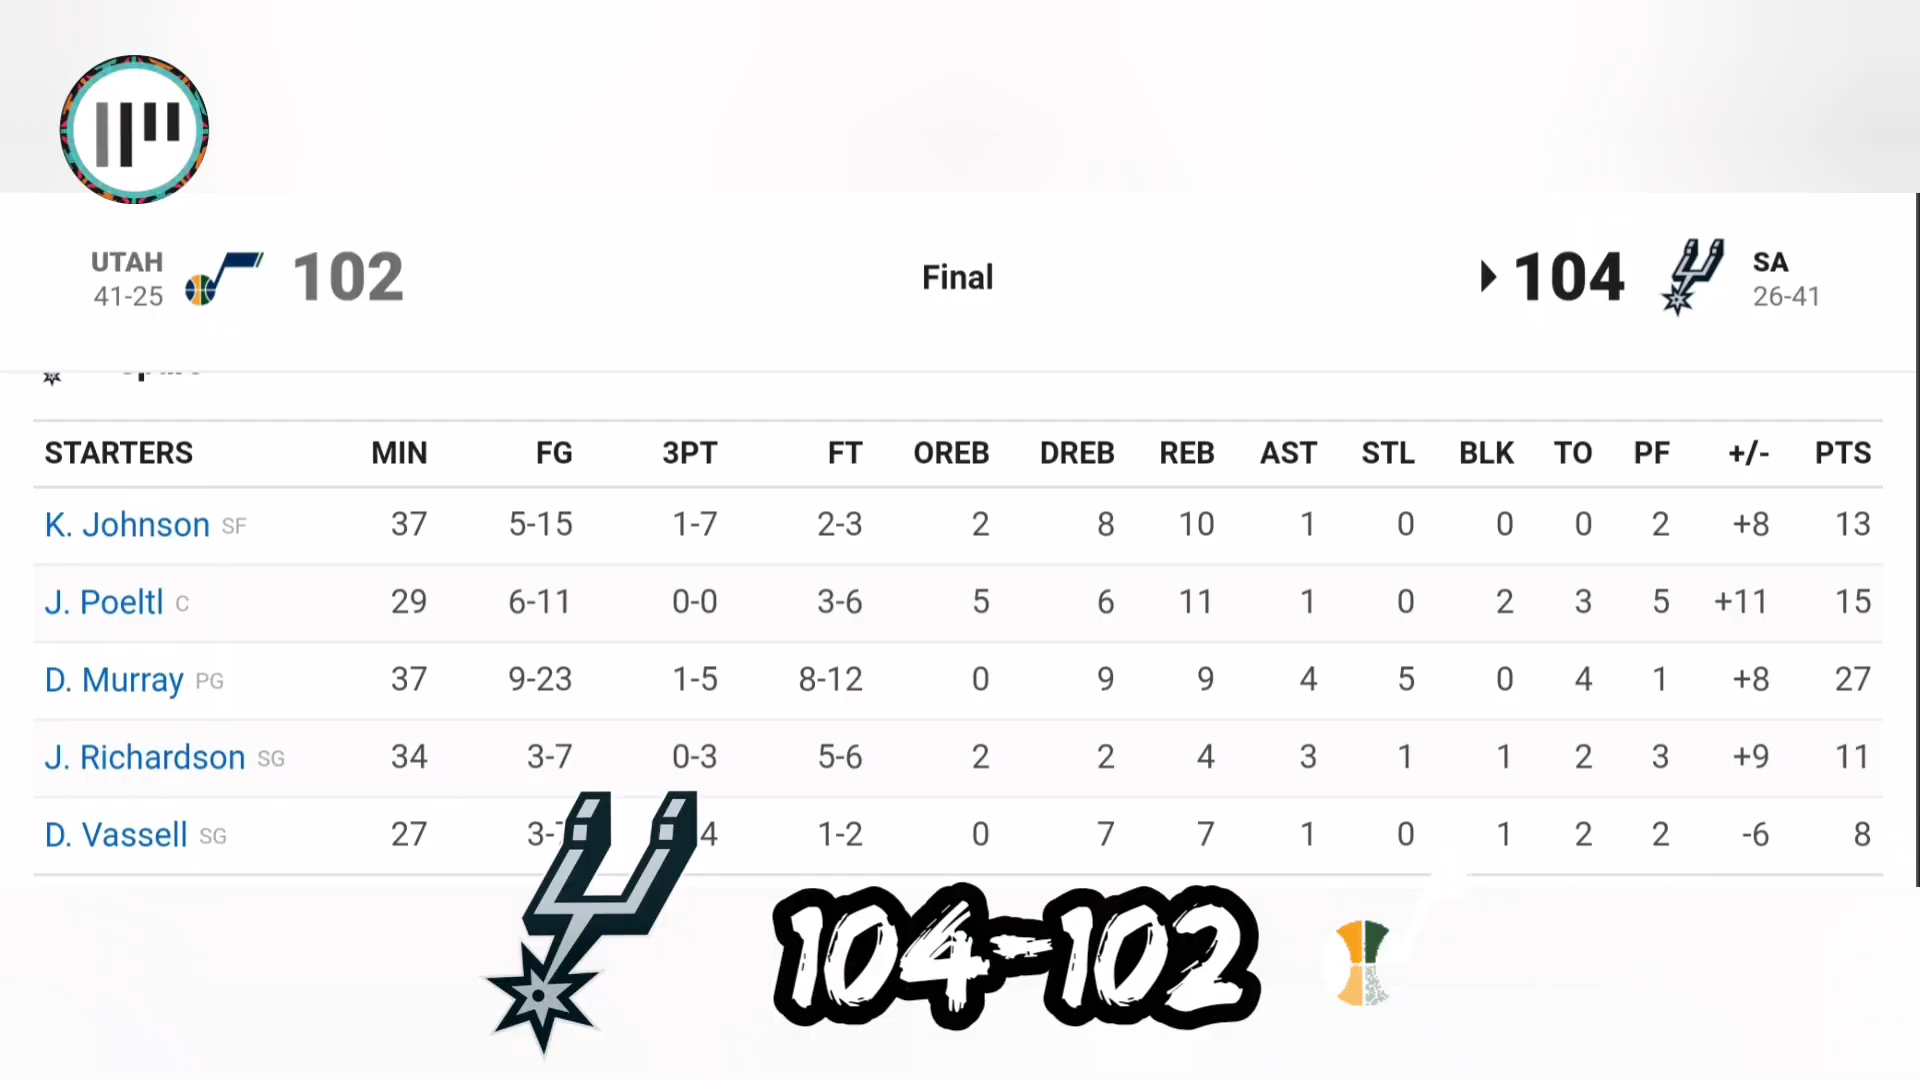 UTAH 102 Final 104 SA
41-25 26-41
STARTERS MIN FG 3PT FT OREB DREB REB AST STL BLK TO PF +/- PTS
K. Johnson SF 37 5-15 1-7 2-3 2 8 10 1 0 0 0 2 +8 13
J. Poeltl C 29 6-11 0-0 3-6 5 6 11 1 0 2 3 5 +11 15
D. Murray PG 37 9-23 1-5 8-12 0 9 9 4 5 0 4 1 +8 27
J. Richardson SG 34 3-7 0-3 5-6 2 2 4 3 1 1 2 3 +9 11
D. Vassell SG 27 1-2 0 7 7 1 0 1 2 2 -6 8
104-102